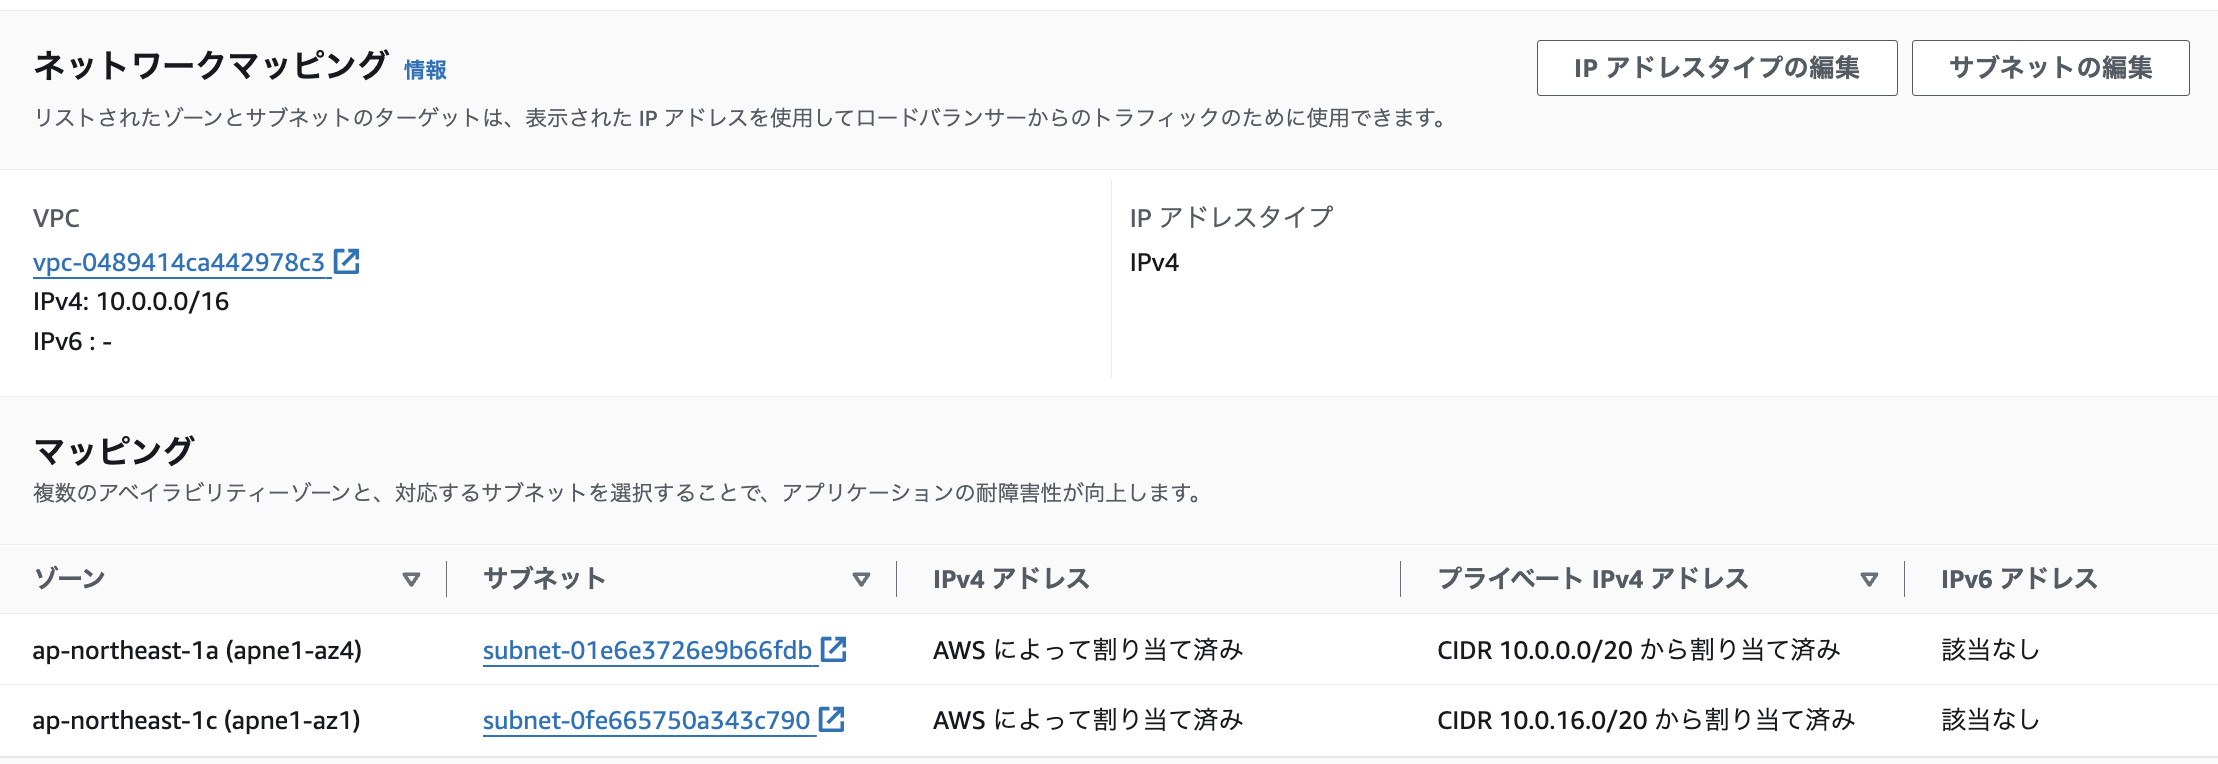 ネットワークマッピング 情報
IP アドレスタイプの編集
サブネットの編集
リストされたゾーンとサブネットのターゲットは、表示された IP アドレスを使用してロードバランサーからのトラフィックのために使用できます。
VPC
vpc-0489414ca442978c3
IPv4: 10.0.0.0/16
IPv6 : -
IP アドレスタイプ
IPv4
マッピング
複数のアベイラビリティーゾーンと、対応するサブネットを選択することで、アプリケーションの耐障害性が向上します。
ゾーン サブネット IPv4 アドレス プライベート IPv4 アドレス IPv6 アドレス
ap-northeast-1a (apne1-az4) subnet-01e6e3726e9b66fdb AWS によって割り当て済み CIDR 10.0.0.0/20 から割り当て済み 該当なし
ap-northeast-1c (apne1-az1) subnet-0fe665750a343c790 AWS によって割り当て済み CIDR 10.0.16.0/20 から割り当て済み 該当なし